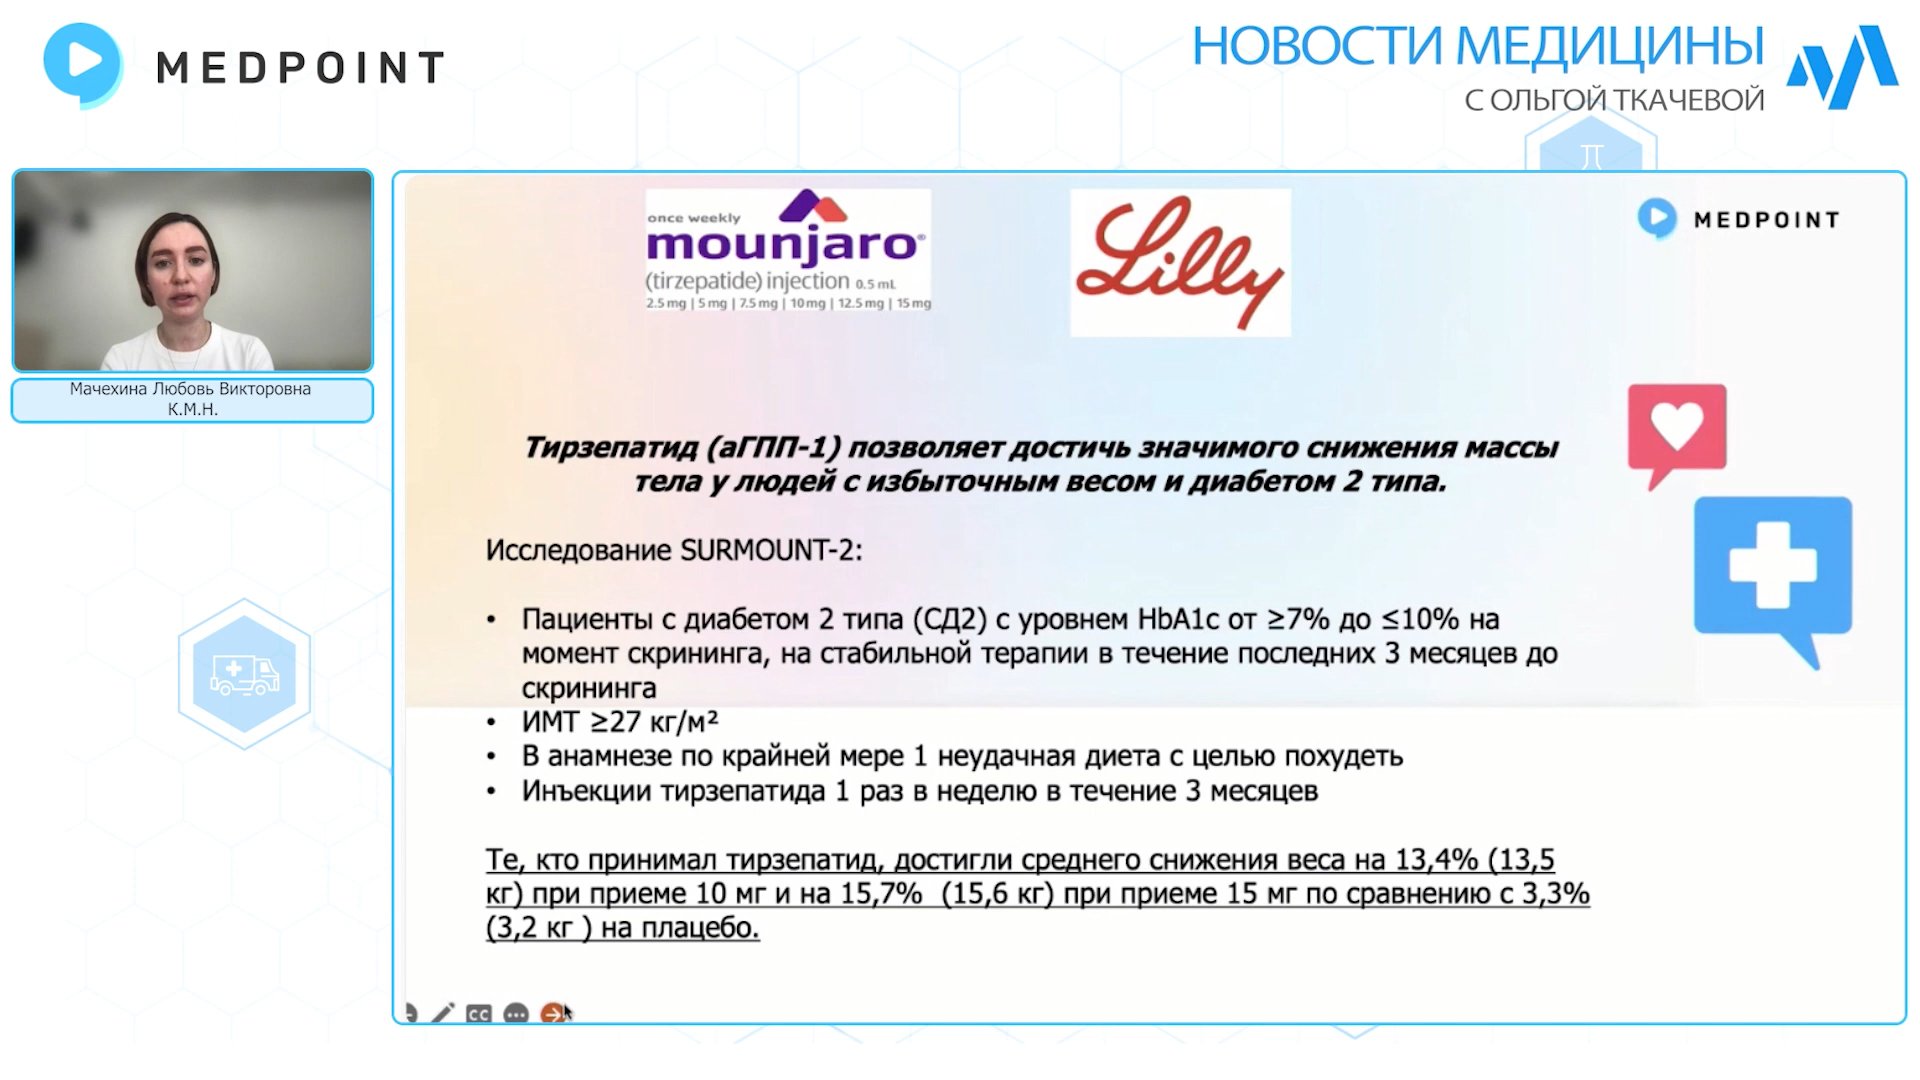 MEDPOINT
НОВОСТИ МЕДИЦИНЫ
С ОЛЬГОЙ ТКАЧЕВОЙ
Мачехина Любовь Викторовна
К.М.Н.
once weekly
mounjaro®
(tirzepatide) injection 0.5 mL
2.5 mg | 5 mg | 7.5 mg | 10 mg | 12.5 mg | 15 mg
Lilly
MEDPOINT
Тирзепатид (аГПП-1) позволяет достичь значимого снижения массы
тела у людей с избыточным весом и диабетом 2 типа.
Исследование SURMOUNT-2:
• Пациенты с диабетом 2 типа (СД2) с уровнем HbA1c от ≥7% до ≤10% на
момент скрининга, на стабильной терапии в течение последних 3 месяцев до
скрининга
• ИМТ ≥27 кг/м²
• В анамнезе по крайней мере 1 неудачная диета с целью похудеть
• Инъекции тирзепатида 1 раз в неделю в течение 3 месяцев
Те, кто принимал тирзепатид, достигли среднего снижения веса на 13,4% (13,5
кг) при приеме 10 мг и на 15,7%  (15,6 кг) при приеме 15 мг по сравнению с 3,3%
(3,2 кг ) на плацебо.
CC